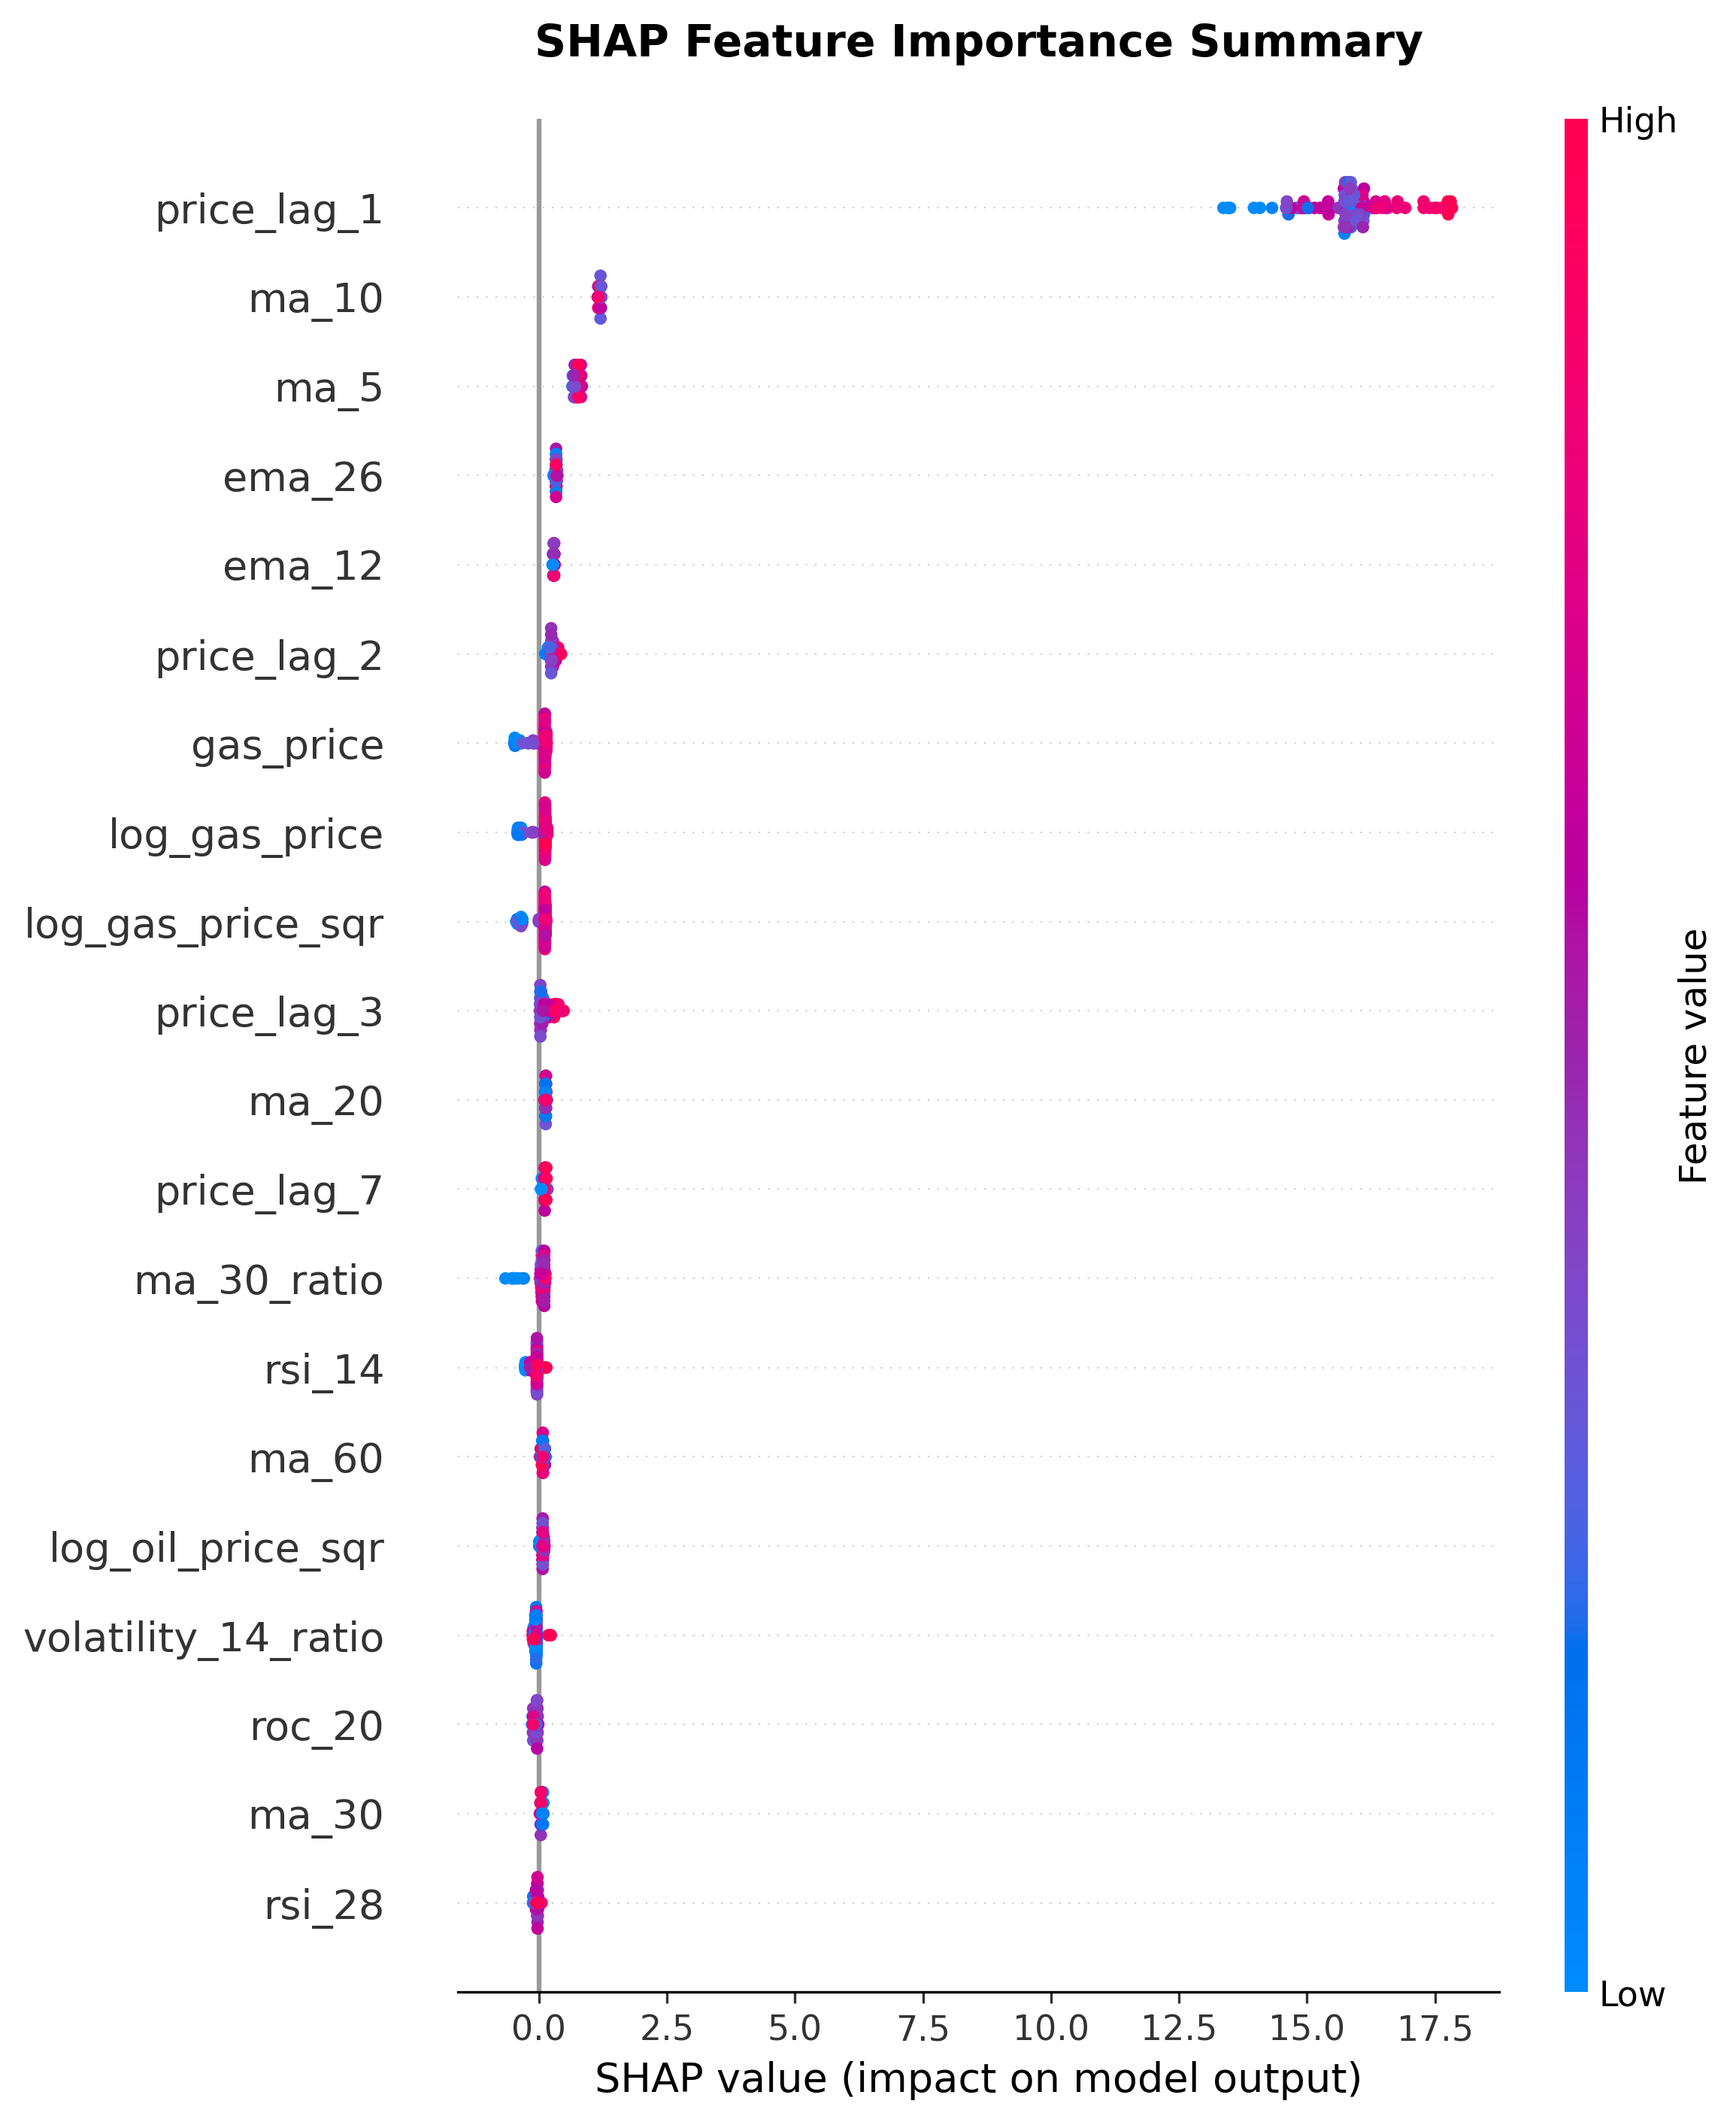 SHAP Feature Importance Summary
High
price_lag_1
ma_10
ma_5
ema_26
ema_12
price_lag_2
gas_price
log_gas_price
log_gas_price_sqr
price_lag_3
ma_20
price_lag_7
ma_30_ratio
rsi_14
ma_60
log_oil_price_sqr
volatility_14_ratio
roc_20
ma_30
rsi_28
Feature value
Low
0.0 2.5 5.0 7.5 10.0 12.5 15.0 17.5
SHAP value (impact on model output)